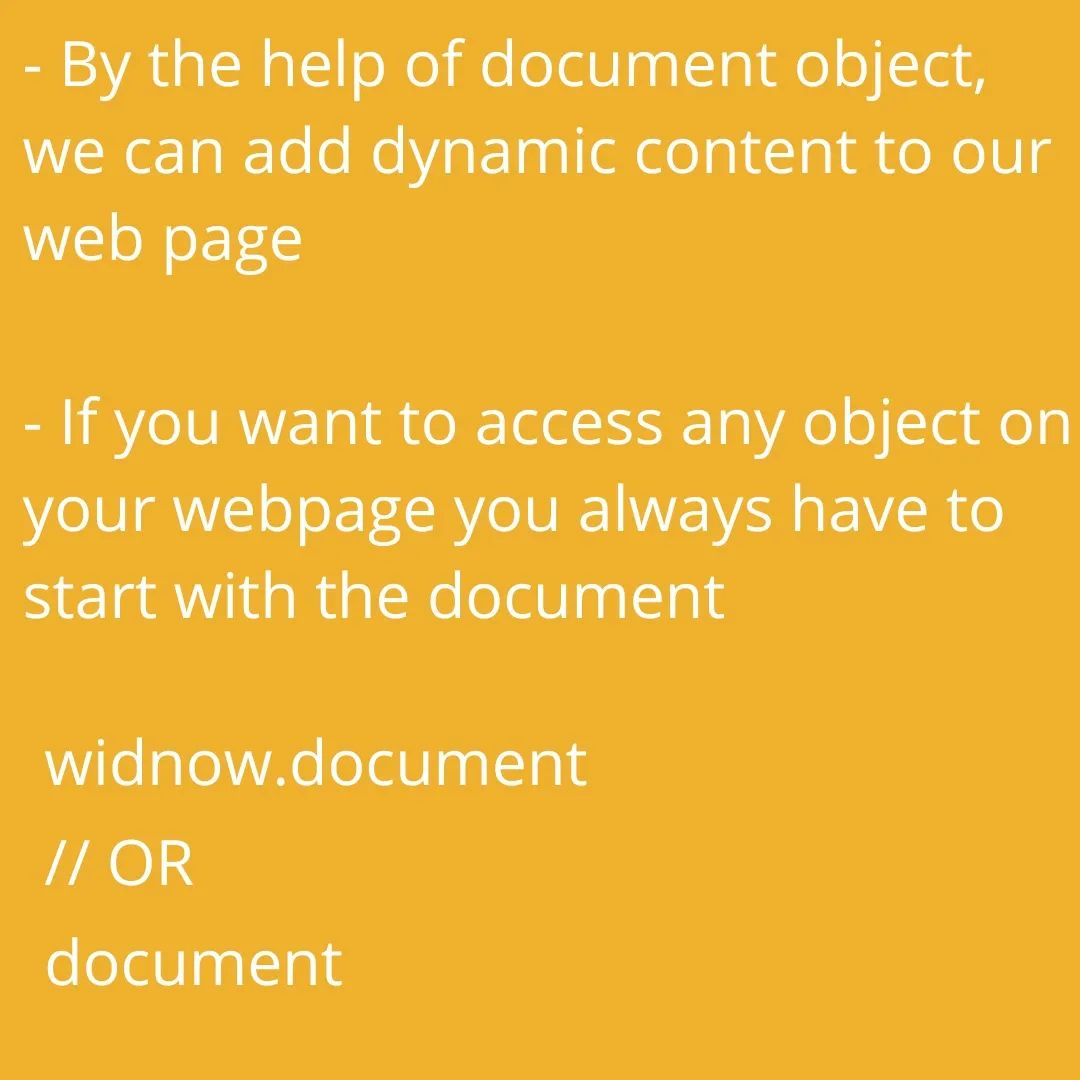 - By the help of document object,
we can add dynamic content to our
web page
- If you want to access any object on
your webpage you always have to
start with the document
widnow.document
// OR
document